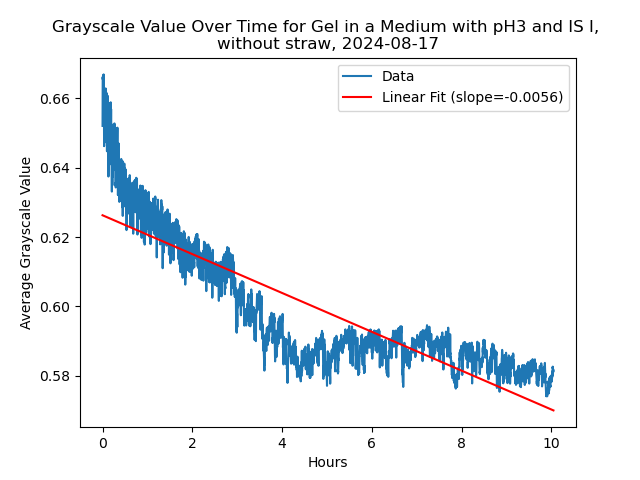 Grayscale Value Over Time for Gel in a Medium with pH3 and IS I,
without straw, 2024-08-17
Data
Linear Fit (slope=-0.0056)
0.66
0.64
0.62
0.60
0.58
Average Grayscale Value
0
2
4
6
8
10
Hours